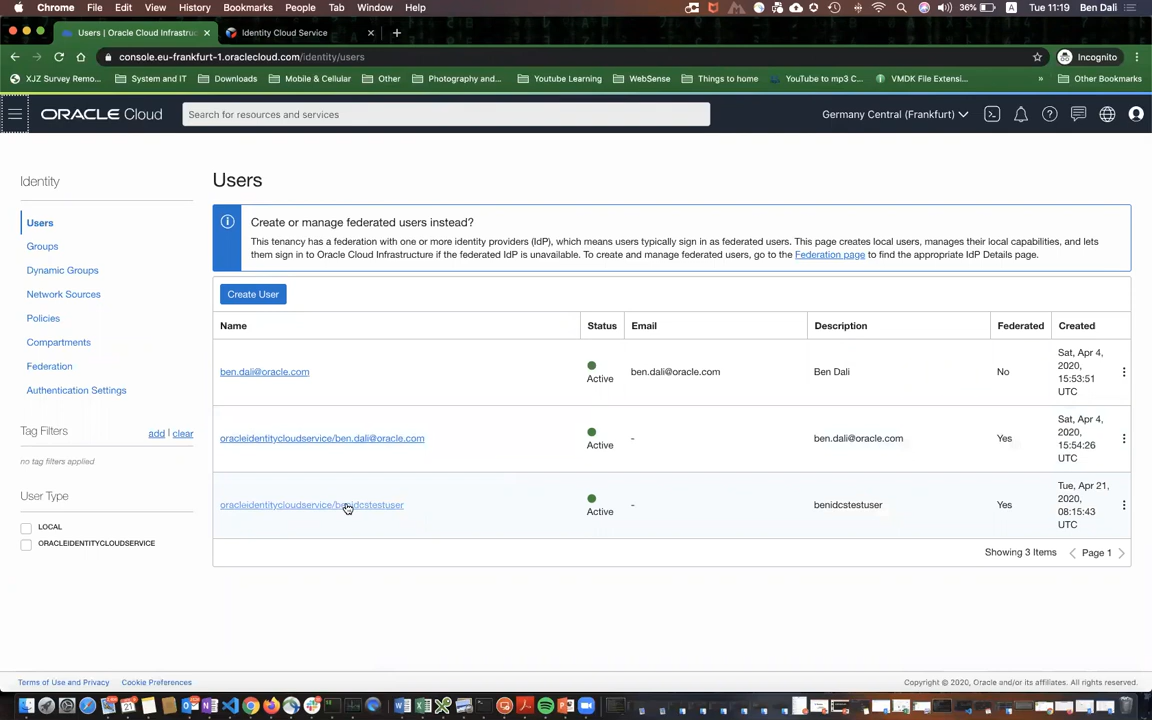 Chrome File Edit View History Bookmarks People Tab Window Help
36% A Tue 11:19 Ben Dali
Users | Oracle Cloud Infrastruc × Identity Cloud Service × +
console.eu-frankfurt-1.oraclecloud.com/identity/users Incognito
XJZ Survey Remo... System and IT Downloads Mobile & Cellular Other Photography and... Youtube Learning WebSense Things to home YouTube to mp3 C... VMDK File Extensi... » Other Bookmarks
ORACLE Cloud Search for resources and services Germany Central (Frankfurt)
Identity
Users
Groups
Dynamic Groups
Network Sources
Policies
Compartments
Federation
Authentication Settings
Tag Filters add | clear
no tag filters applied
User Type
LOCAL
ORACLEIDENTITYCLOUDSERVICE
Users
Create or manage federated users instead?
This tenancy has a federation with one or more identity providers (IdP), which means users typically sign in as federated users. This page creates local users, manages their local capabilities, and lets
them sign in to Oracle Cloud Infrastructure if the federated IdP is unavailable. To create and manage federated users, go to the Federation page to find the appropriate IdP Details page.
Create User
Name Status Email Description Federated Created
ben.dali@oracle.com Active ben.dali@oracle.com Ben Dali No Sat, Apr 4, 2020, 15:53:51 UTC
oracleidentitycloudservice/ben.dali@oracle.com Active - ben.dali@oracle.com Yes Sat, Apr 4, 2020, 15:54:26 UTC
oracleidentitycloudservice/benidcstestuser Active - benidcstestuser Yes Tue, Apr 21, 2020, 08:15:43 UTC
Showing 3 Items < Page 1 >
Terms of Use and Privacy Cookie Preferences Copyright © 2020, Oracle and/or its affiliates. All rights reserved.